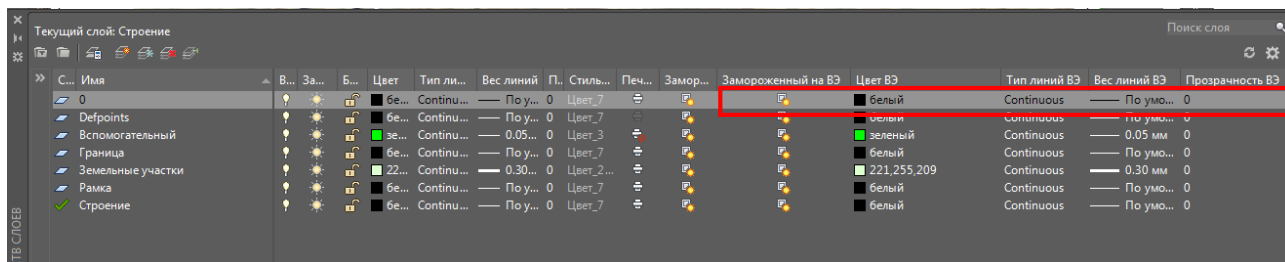 Текущий слой: Строение
Поиск слоя
С... Имя В... За... Б... Цвет Тип ли... Вес линий П.. Стиль... Печ... Замор... Замороженный на ВЭ Цвет ВЭ Тип линий ВЭ Вес линий ВЭ Прозрачность ВЭ
0 бе... Continu... По у... 0 Цвет_7 белый Continuous По умо... 0
Defpoints бе... Continu... По у... 0 Цвет_7 белый Continuous По умо... 0
Вспомогательный зе... Continu... 0.05... 0 Цвет_3 зеленый Continuous 0.05 мм 0
Граница бе... Continu... По у... 0 Цвет_7 белый Continuous По умо... 0
Земельные участки 22... Continu... 0.30... 0 Цвет_2... 221,255,209 Continuous 0.30 мм 0
Рамка бе... Continu... По у... 0 Цвет_7 белый Continuous По умо... 0
Строение бе... Continu... По у... 0 Цвет_7 белый Continuous По умо... 0
ТВ СЛОЕВ